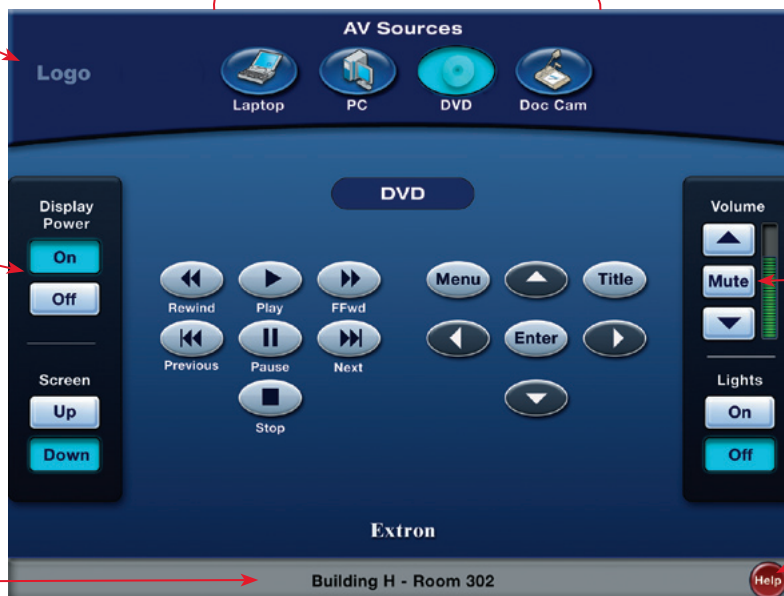 AV Sources
Logo
Laptop
PC
DVD
Doc Cam
DVD
Display
Power
On
Off
Screen
Up
Down
Rewind
Play
FFwd
Previous
Pause
Next
Stop
Menu
Title
Enter
Volume
Mute
Lights
On
Off
Extron
Building H - Room 302
Help